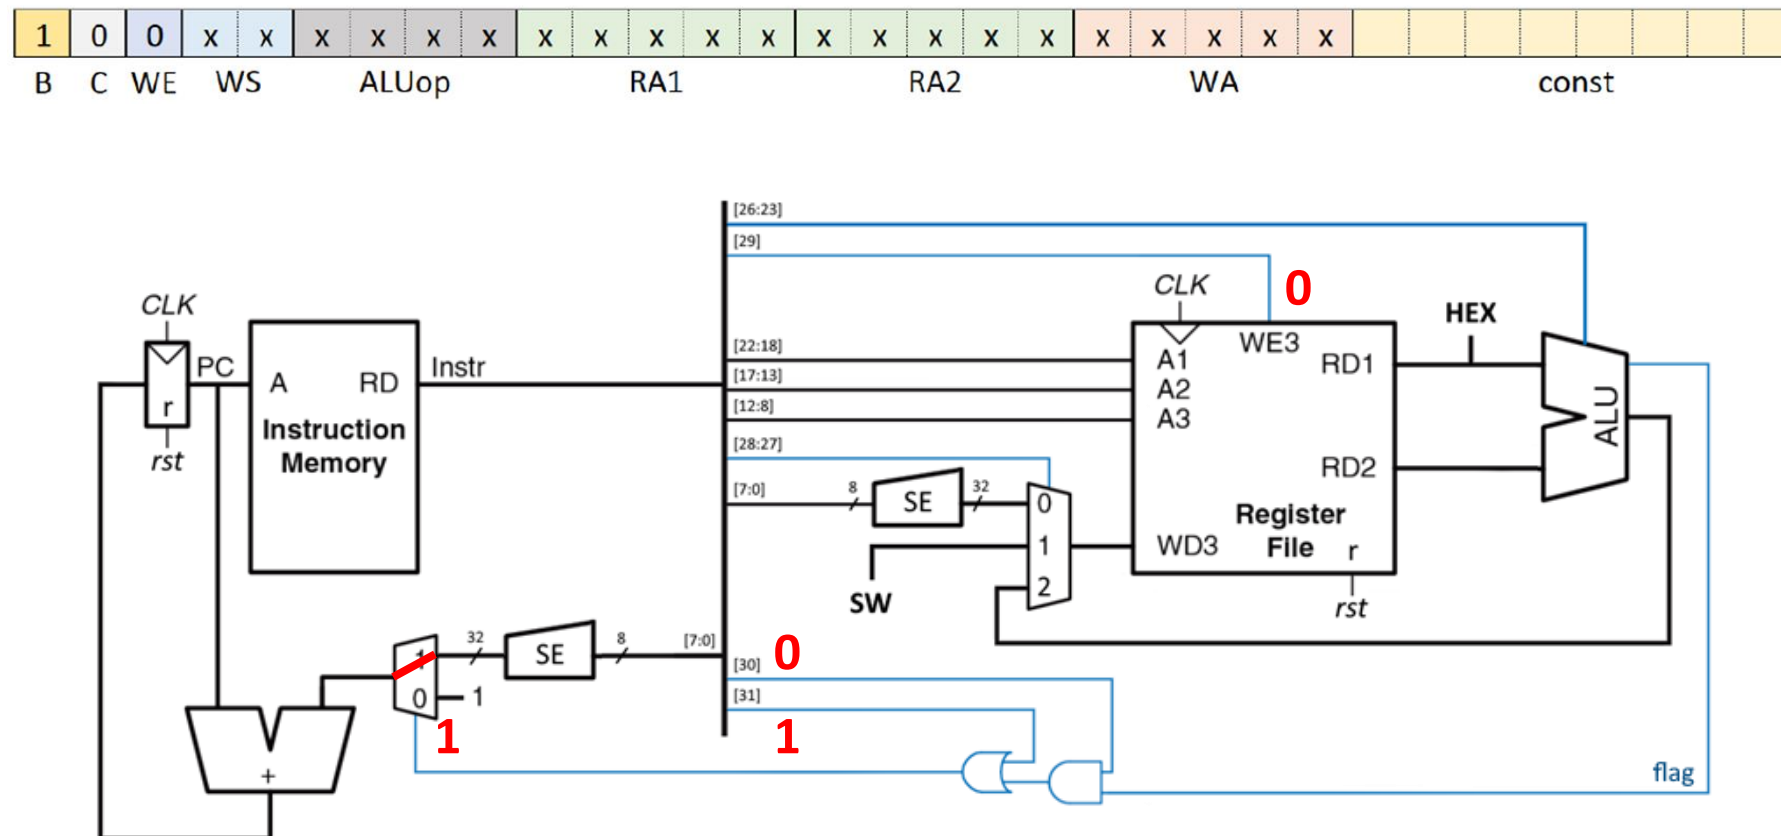 1 0 0 x x x x x x x x x x x x x x x x x x x x x
B C WE WS ALUop RA1 RA2 WA const
[26:23]
[29]
CLK
0
CLK
HEX
WE3
[22:18]
A1
RD1
PC
Instr
A
RD
[17:13]
A2
r
[12:8]
A3
ALU
Instruction
Memory
[28:27]
rst
RD2
[7:0]
8
SE
32
0
Register
File
r
1
WD3
2
SW
rst
32
SE
8
[7:0]
1
[30]
0
0
1
[31]
1
1
+
flag